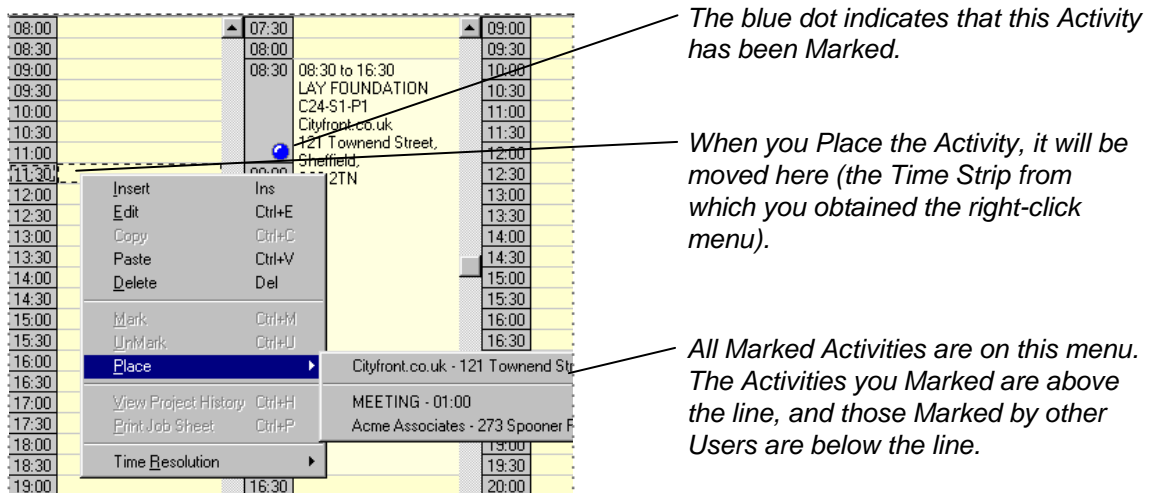 08:00
08:30
09:00
09:30
10:00
10:30
11:00
11:30
12:00
12:30
13:00
13:30
14:00
14:30
15:00
15:30
16:00
16:30
17:00
17:30
18:00
18:30
19:00
07:30
08:00
08:30
08:30 to 16:30
LAY FOUNDATION
C24-S1-P1
Cityfront.co.uk
121 Townend Street,
Sheffield,
2TN
16:30
Insert Ins
Edit Ctrl+E
Copy Ctrl+C
Paste Ctrl+V
Delete Del
Mark Ctrl+M
UnMark Ctrl+U
Place
View Project History Ctrl+H
Print Job Sheet Ctrl+P
Time Resolution
Cityfront.co.uk - 121 Townend Str
MEETING - 01:00
Acme Associates - 273 Spooner
09:00
09:30
10:00
10:30
11:00
11:30
12:00
12:30
13:00
13:30
14:00
14:30
15:00
15:30
16:00
16:30
19:00
19:30
20:00
The blue dot indicates that this Activity
has been Marked.
When you Place the Activity, it will be
moved here (the Time Strip from
which you obtained the right-click
menu).
All Marked Activities are on this menu.
The Activities you Marked are above
the line, and those Marked by other
Users are below the line.